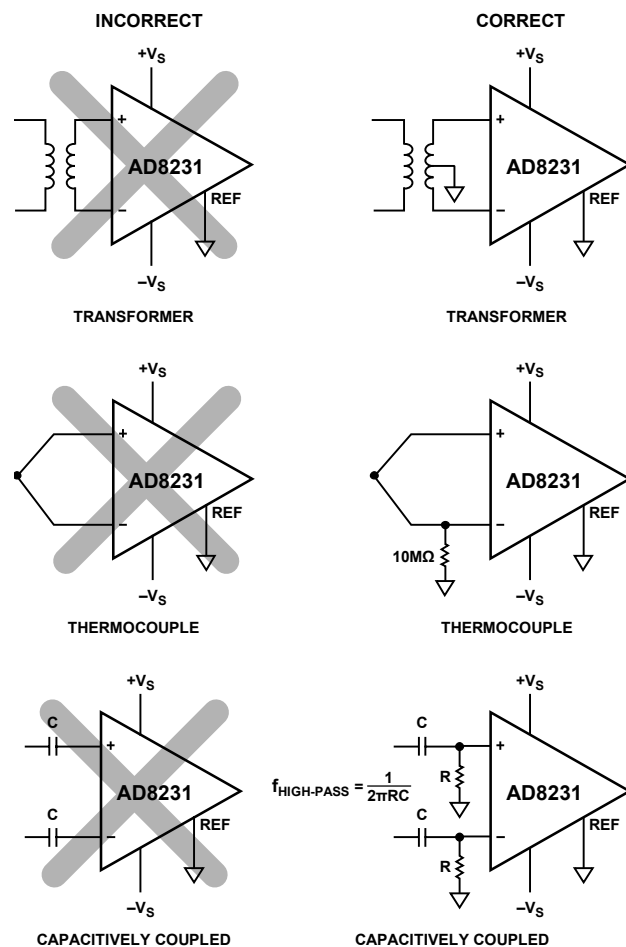 INCORRECT
CORRECT
+VS
+
AD8231
−
REF
−VS
TRANSFORMER
+VS
+
AD8231
−
REF
−VS
TRANSFORMER
+VS
+
AD8231
−
REF
−VS
THERMOCOUPLE
+VS
+
AD8231
−
REF
10MΩ
−VS
THERMOCOUPLE
+VS
C
+
AD8231
C
−
REF
−VS
CAPACITIVELY COUPLED
fHIGH-PASS = 1/2πRC
+VS
C
+
R
AD8231
C
−
REF
R
−VS
CAPACITIVELY COUPLED